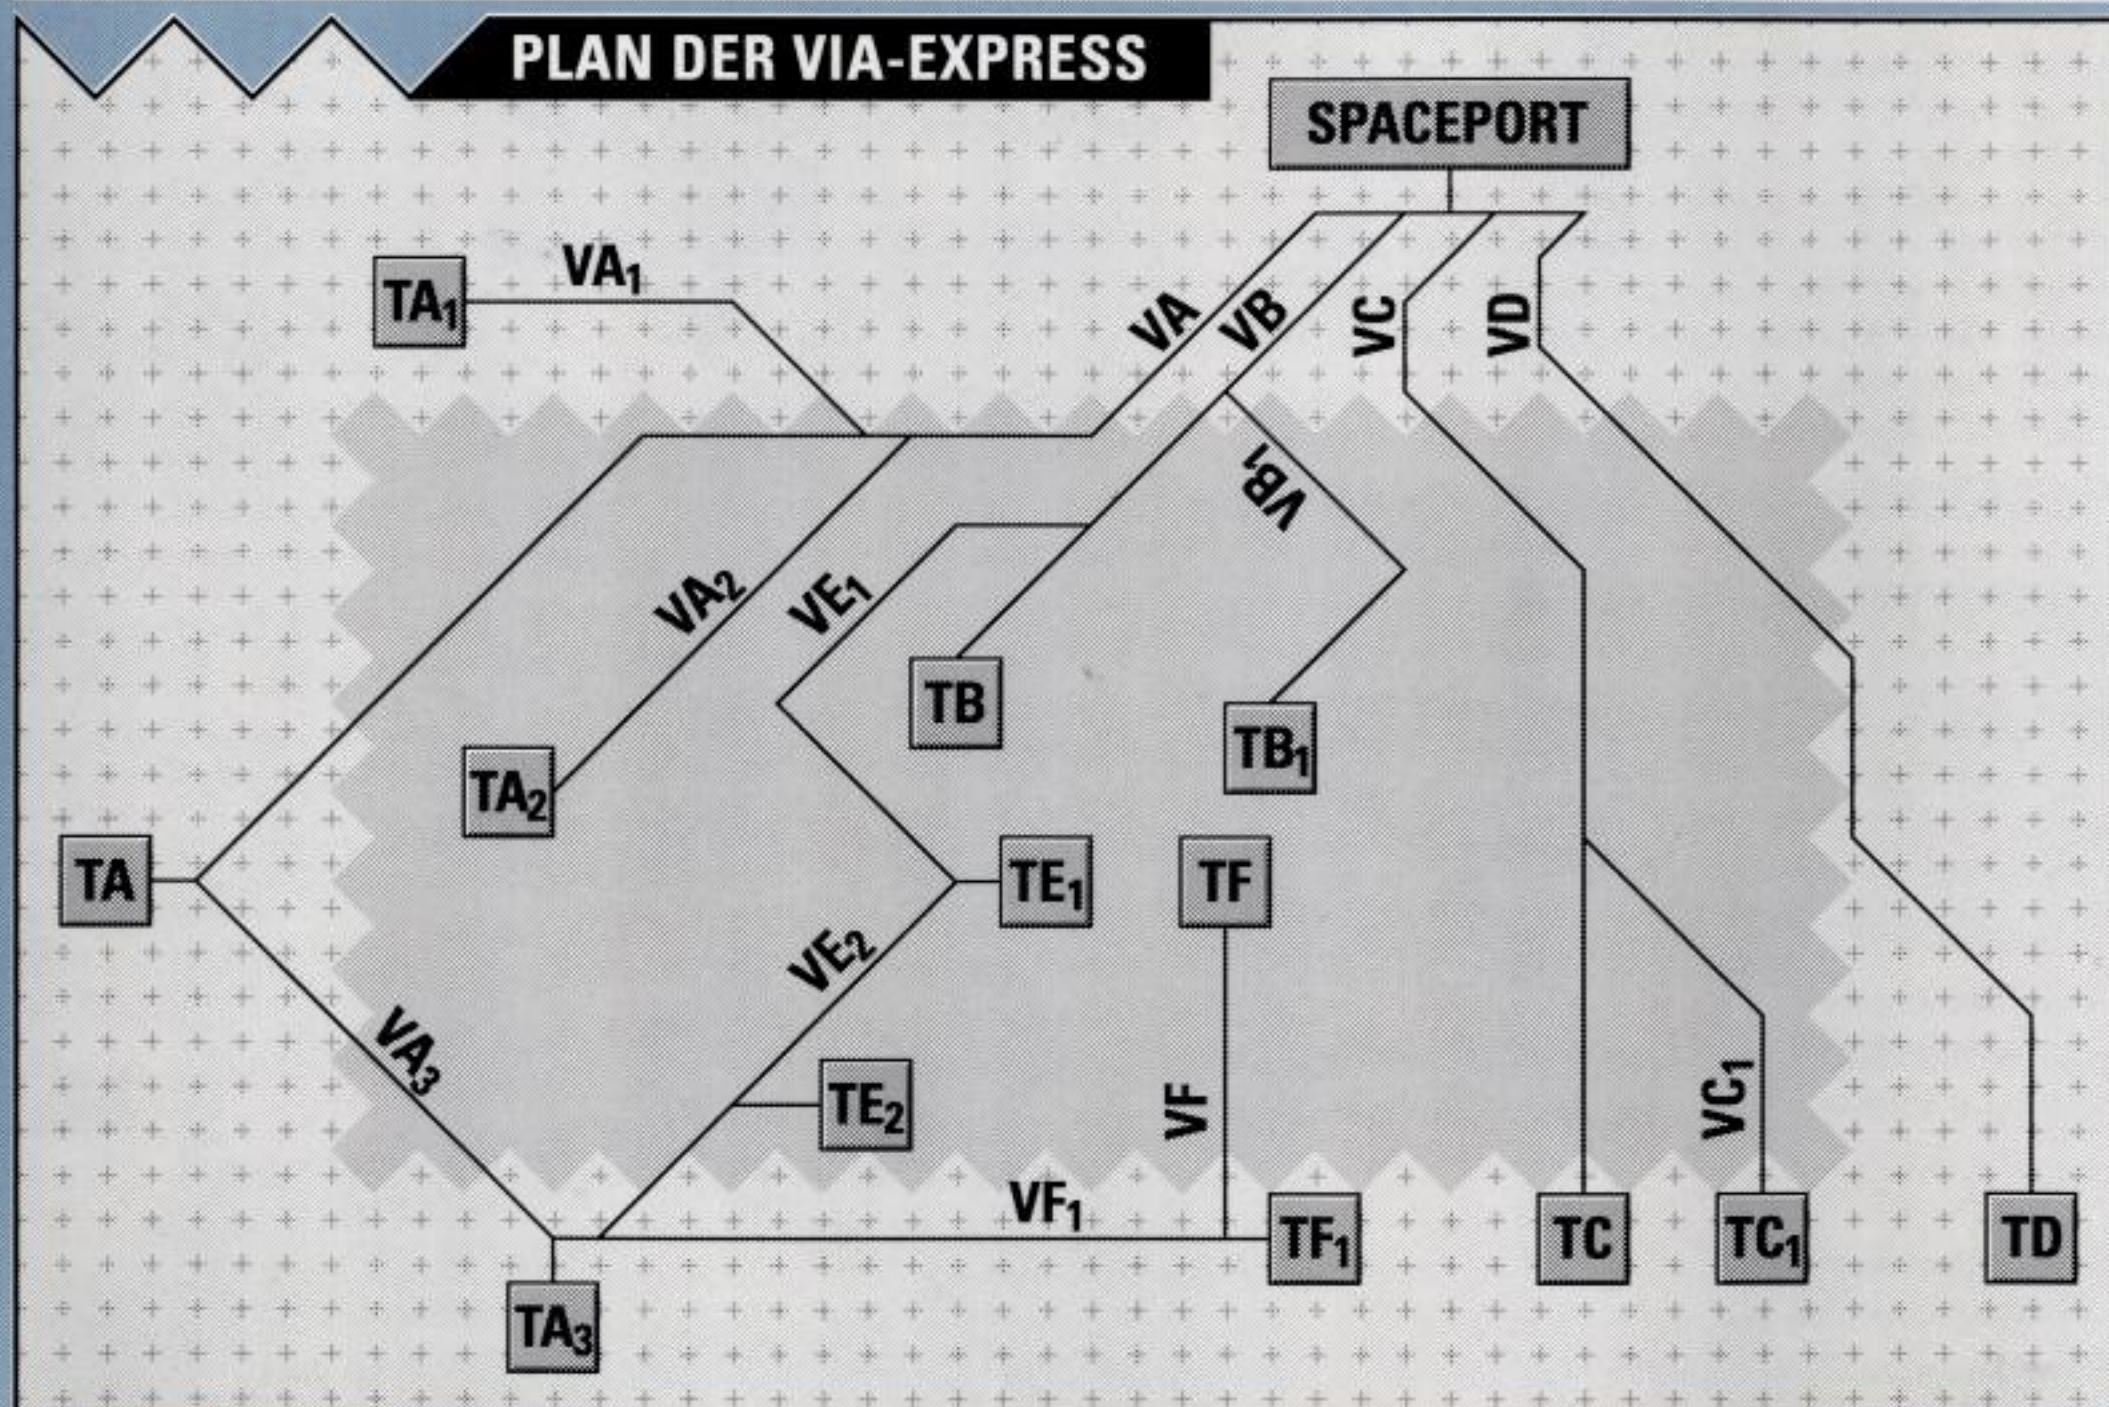 PLAN DER VIA-EXPRESS
SPACEPORT
VA₁
TA₁
VA
VB
VC
VD
VB₁
VA₂
VE₁
TB
TB₁
TA₂
TA
TE₁
TF
VE₂
VA₃
TE₂
VF
VC₁
VF₁
TF₁
TC
TC₁
TD
TA₃